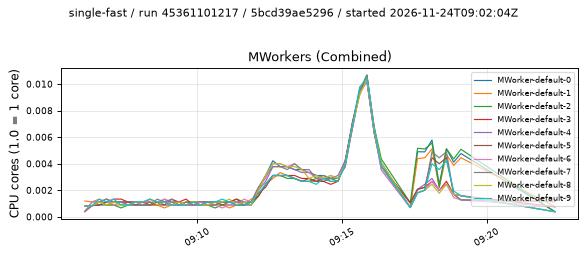 single-fast / run 45361101217 / 5bcd39ae5296 / started 2026-11-24T09:02:04Z
MWorkers (Combined)
CPU cores (1.0 = 1 core)
0.010
0.008
0.006
0.004
0.002
0.000
MWorker-default-0
MWorker-default-1
MWorker-default-2
MWorker-default-3
MWorker-default-4
MWorker-default-5
MWorker-default-6
MWorker-default-7
MWorker-default-8
MWorker-default-9
09:10
09:15
09:20